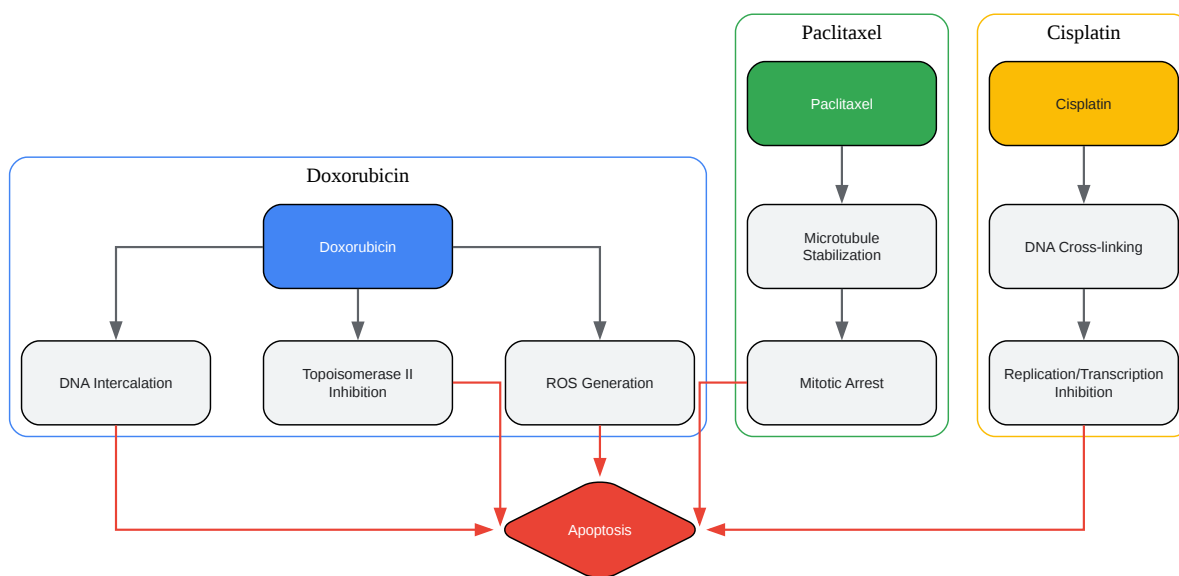 Paclitaxel
Cisplatin
Paclitaxel
Cisplatin
Doxorubicin
Doxorubicin
Microtubule
Stabilization
DNA Cross-linking
DNA Intercalation
Topoisomerase II
Inhibition
ROS Generation
Mitotic Arrest
Replication/Transcription
Inhibition
Apoptosis